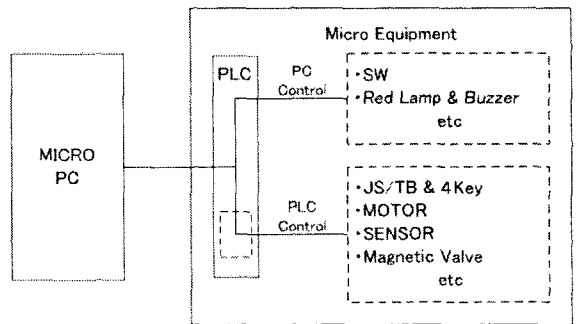 Micro Equipment
MICRO
PC
PLC
PC
Control
・SW
・Red Lamp & Buzzer
etc
PLC
Control
・JS/TB & 4Key
・MOTOR
・SENSOR
・Magnetic Valve
etc